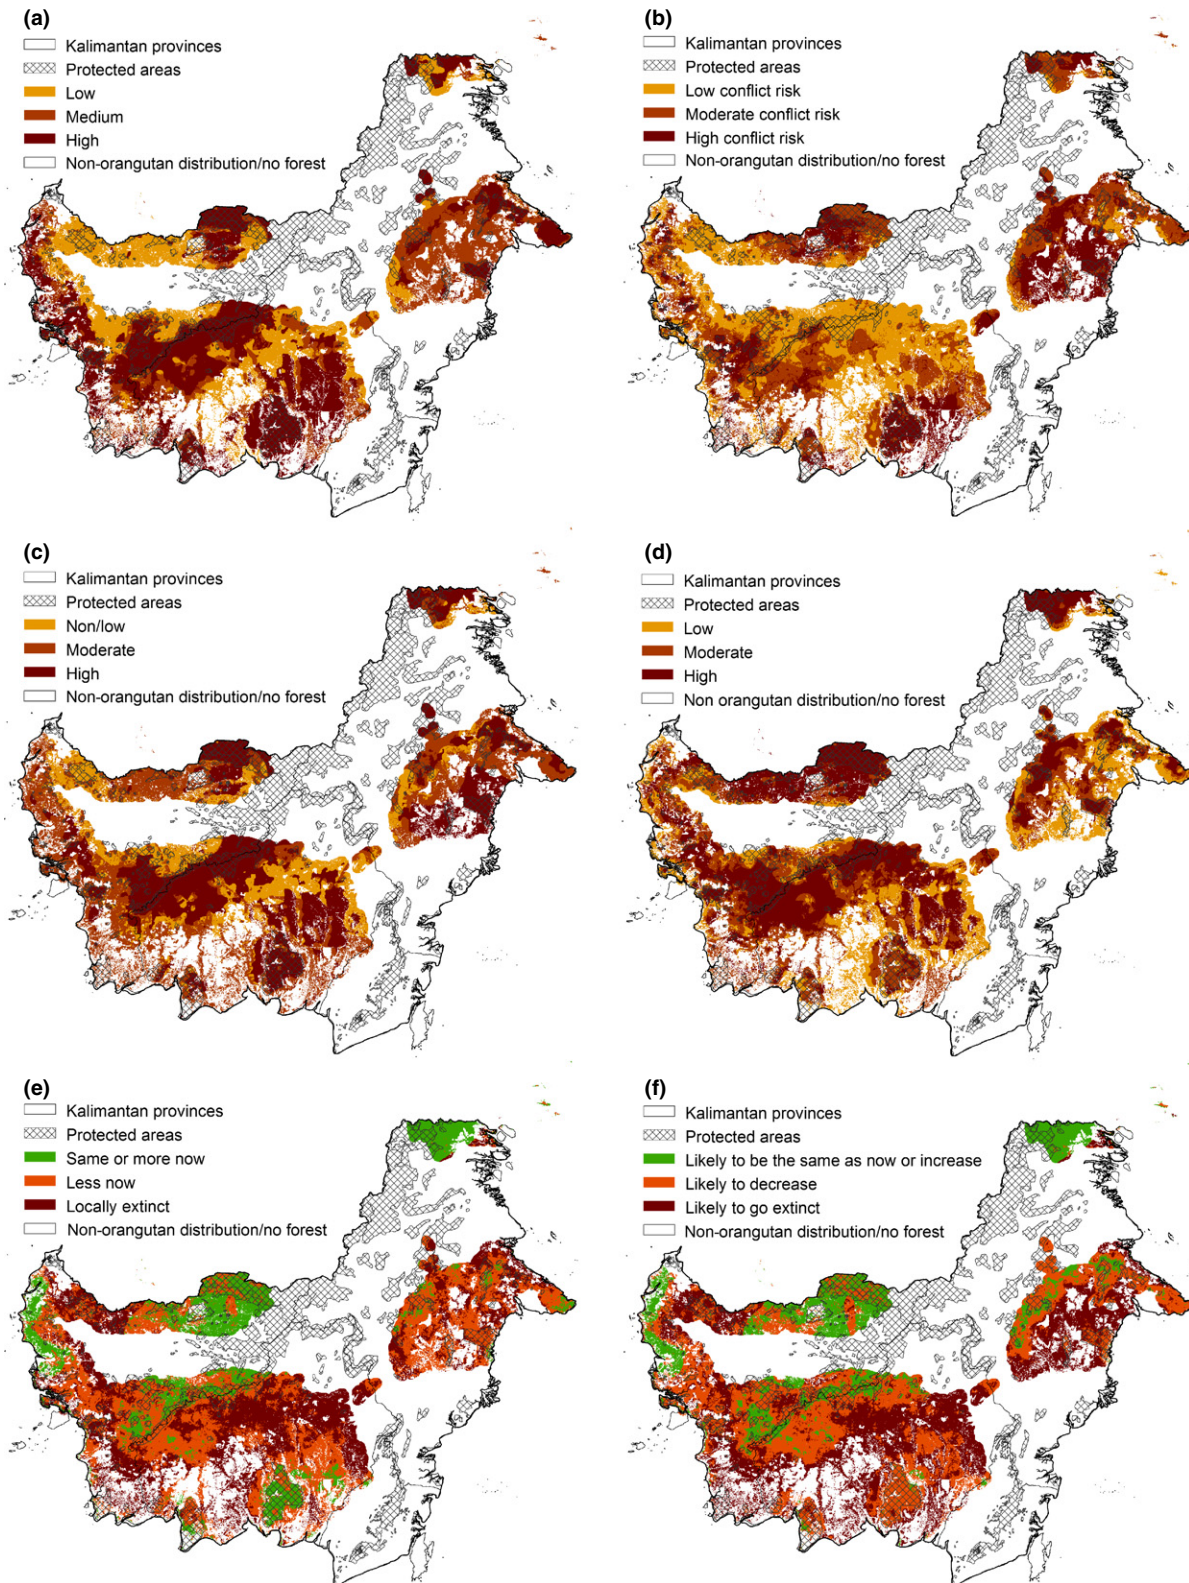 (a)
Kalimantan provinces
Protected areas
Low
Medium
High
Non-orangutan distribution/no forest
(b)
Kalimantan provinces
Protected areas
Low conflict risk
Moderate conflict risk
High conflict risk
Non-orangutan distribution/no forest
(c)
Kalimantan provinces
Protected areas
Non/low
Moderate
High
Non-orangutan distribution/no forest
(d)
Kalimantan provinces
Protected areas
Low
Moderate
High
Non orangutan distribution/no forest
(e)
Kalimantan provinces
Protected areas
Same or more now
Less now
Locally extinct
Non-orangutan distribution/no forest
(f)
Kalimantan provinces
Protected areas
Likely to be the same as now or increase
Likely to decrease
Likely to go extinct
Non-orangutan distribution/no forest